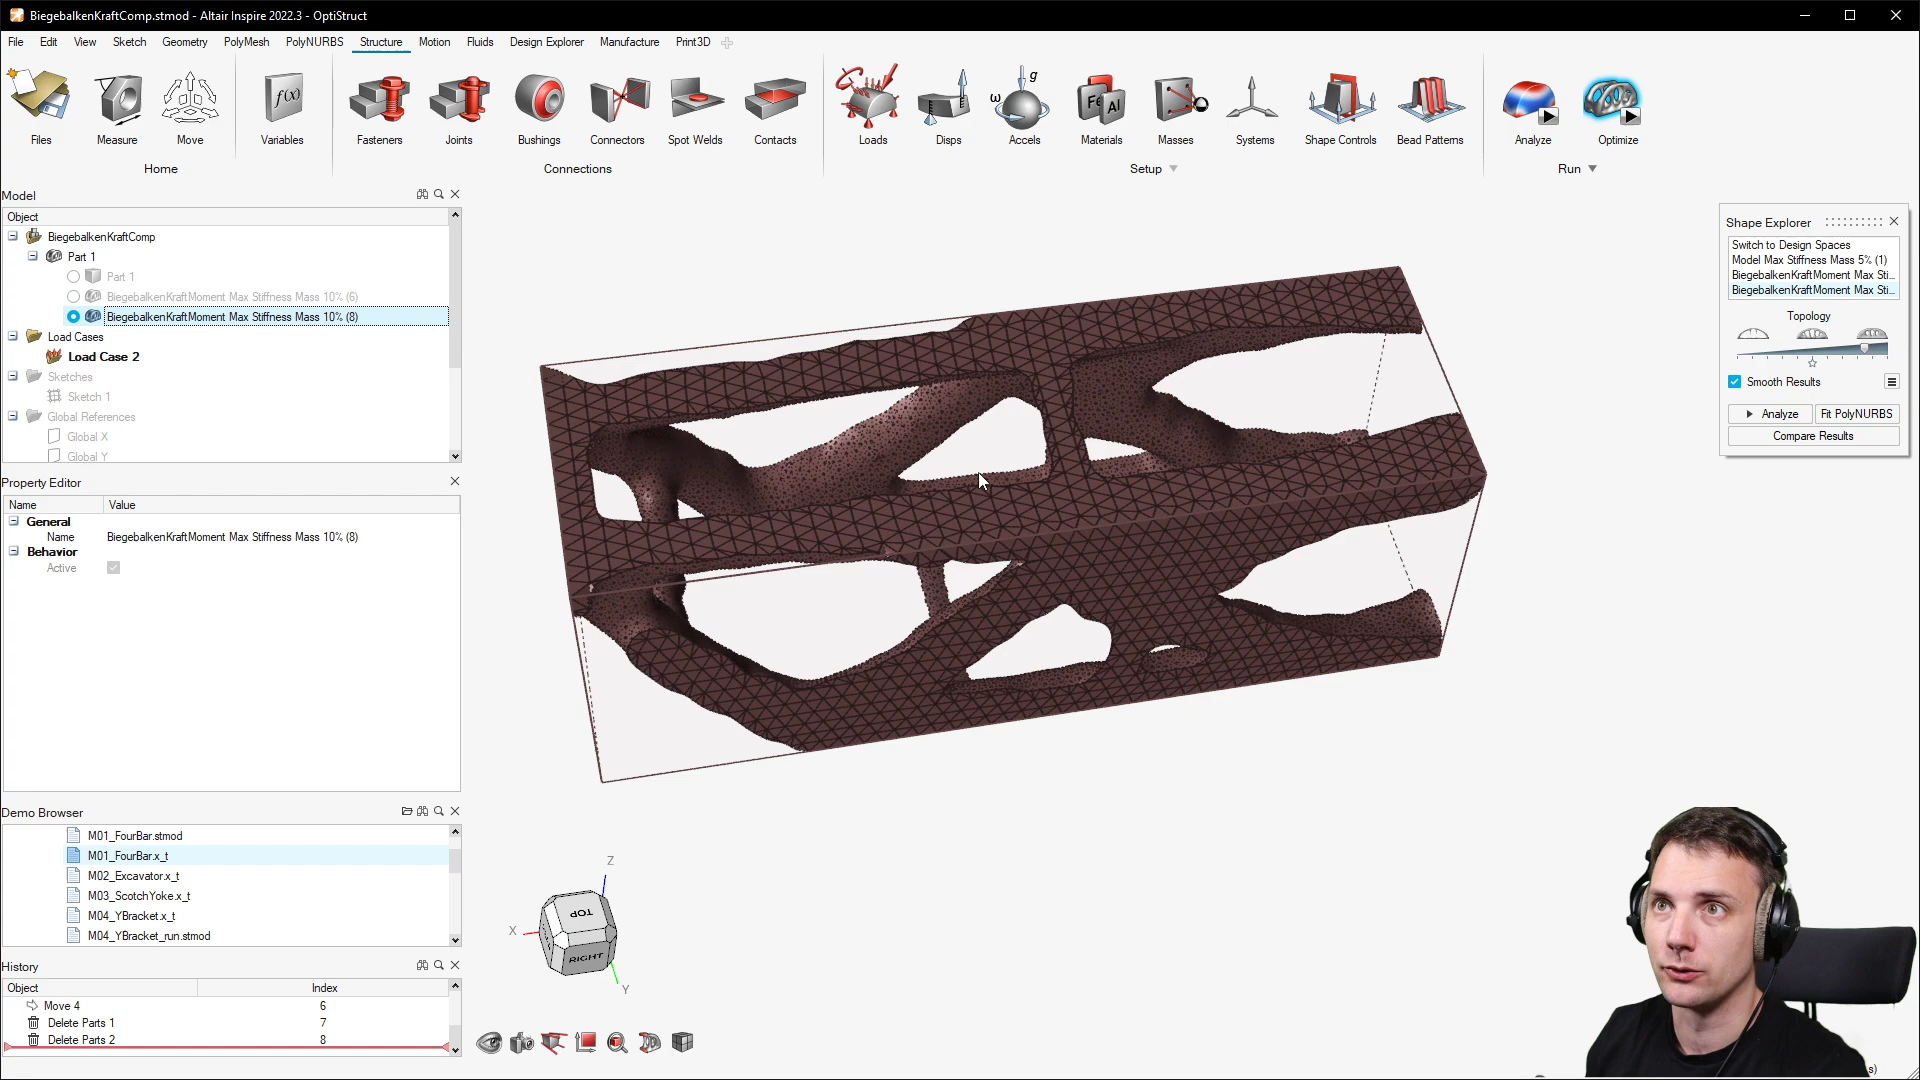 BiegebalkenKraftComp.stmod - Altair Inspire 2022.3 - OptiStruct
File Edit View Sketch Geometry PolyMesh PolyNURBS Structure Motion Fluids Design Explorer Manufacture Print3D
f(x) Fe Al ω g
Files Measure Move Variables Fasteners Joints Bushings Connectors Spot Welds Contacts Loads Disps Accels Materials Masses Systems Shape Controls Bead Patterns Analyze Optimize
Home Connections Setup Run
Model
Object
BiegebalkenKraftComp
Part 1
Part 1
BiegebalkenKraftMoment Max Stiffness Mass 10% (6)
BiegebalkenKraftMoment Max Stiffness Mass 10% (8)
Load Cases
Load Case 2
Sketches
Sketch 1
Global References
Global X
Global Y
Property Editor
Name Value
General
Name BiegebalkenKraftMoment Max Stiffness Mass 10% (8)
Behavior
Active
Demo Browser
M01_FourBar.stmod
M01_FourBar.x_t
M02_Excavator.x_t
M03_ScotchYoke.x_t
M04_YBracket.x_t
M04_YBracket_run.stmod
History
Object Index
Move 4 6
Delete Parts 1 7
Delete Parts 2 8
Z
TOP
X
RIGHT
Y
Shape Explorer
Switch to Design Spaces
Model Max Stiffness Mass 5% (1)
BiegebalkenKraftMoment Max Sti...
BiegebalkenKraftMoment Max Sti...
Topology
Smooth Results
Analyze Fit PolyNURBS
Compare Results
s)